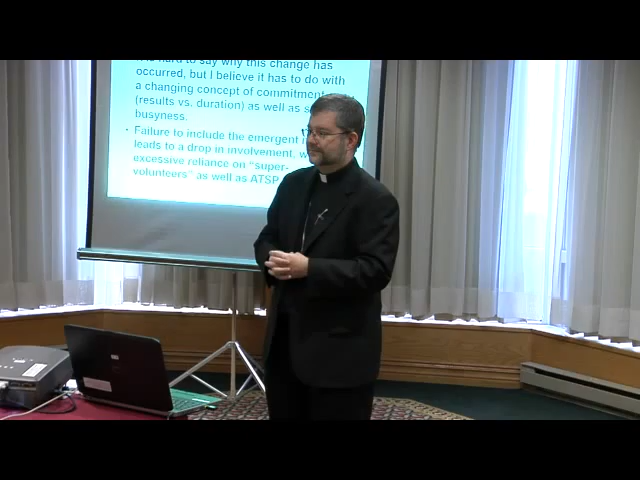 hard to say why this change has
occurred, but I believe it has to do with
a changing concept of commitment
(results vs. duration) as well as
busyness.
• Failure to include the emergent
leads to a drop in involvement,
excessive reliance on "super-
volunteers" as well as ATSP